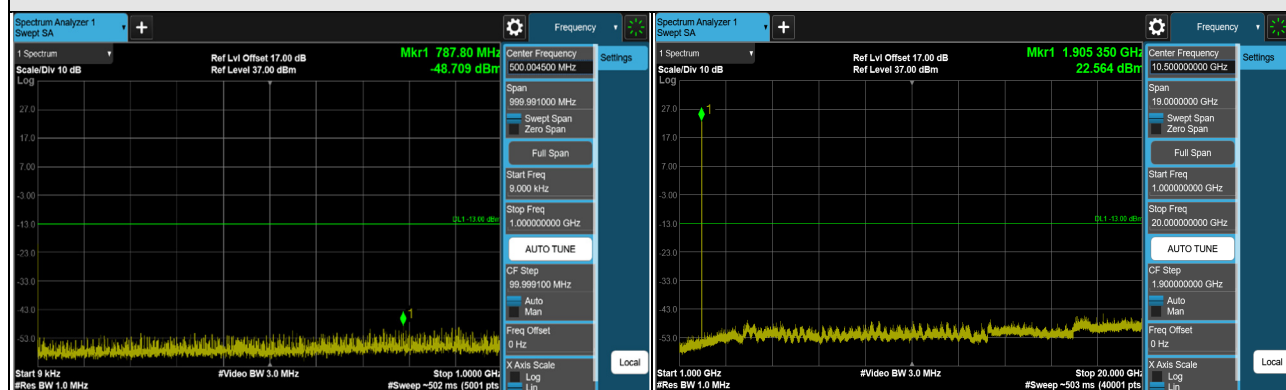 Spectrum Analyzer 1
Swept SA
+
Frequency
1 Spectrum
Scale/Div 10 dB
Log
Ref Lvl Offset 17.00 dB
Ref Level 37.00 dBm
Mkr1 787.80 MHz
-48.709 dBm
27.0
17.0
7.00
-3.00
-13.0
-23.0
-33.0
-43.0
-53.0
DL1 -13.00 dBm
1
Start 9 kHz
#Res BW 1.0 MHz
#Video BW 3.0 MHz
Stop 1.0000 GHz
#Sweep ~502 ms (5001 pts
Center Frequency
500.004500 MHz
Span
999.991000 MHz
Swept Span
Zero Span
Full Span
Start Freq
9.000 kHz
Stop Freq
1.000000000 GHz
AUTO TUNE
CF Step
99.999100 MHz
Auto
Man
Freq Offset
0 Hz
X Axis Scale
Log
Lin
Settings
Local
Spectrum Analyzer 1
Swept SA
+
Frequency
1 Spectrum
Scale/Div 10 dB
Log
Ref Lvl Offset 17.00 dB
Ref Level 37.00 dBm
Mkr1 1.905 350 GHz
22.564 dBm
27.0
17.0
7.00
-3.00
-13.0
-23.0
-33.0
-43.0
-53.0
DL1 -13.00 dBm
1
Start 1.000 GHz
#Res BW 1.0 MHz
#Video BW 3.0 MHz
Stop 20.000 GHz
#Sweep ~503 ms (40001 pts
Center Frequency
10.500000000 GHz
Span
19.0000000 GHz
Swept Span
Zero Span
Full Span
Start Freq
1.000000000 GHz
Stop Freq
20.000000000 GHz
AUTO TUNE
CF Step
1.900000000 GHz
Auto
Man
Freq Offset
0 Hz
X Axis Scale
Log
Lin
Settings
Local